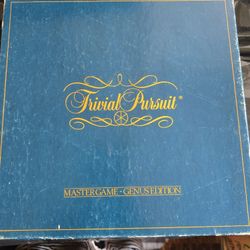 Trivial Pursuit®
MASTER GAME - GENUS EDITION